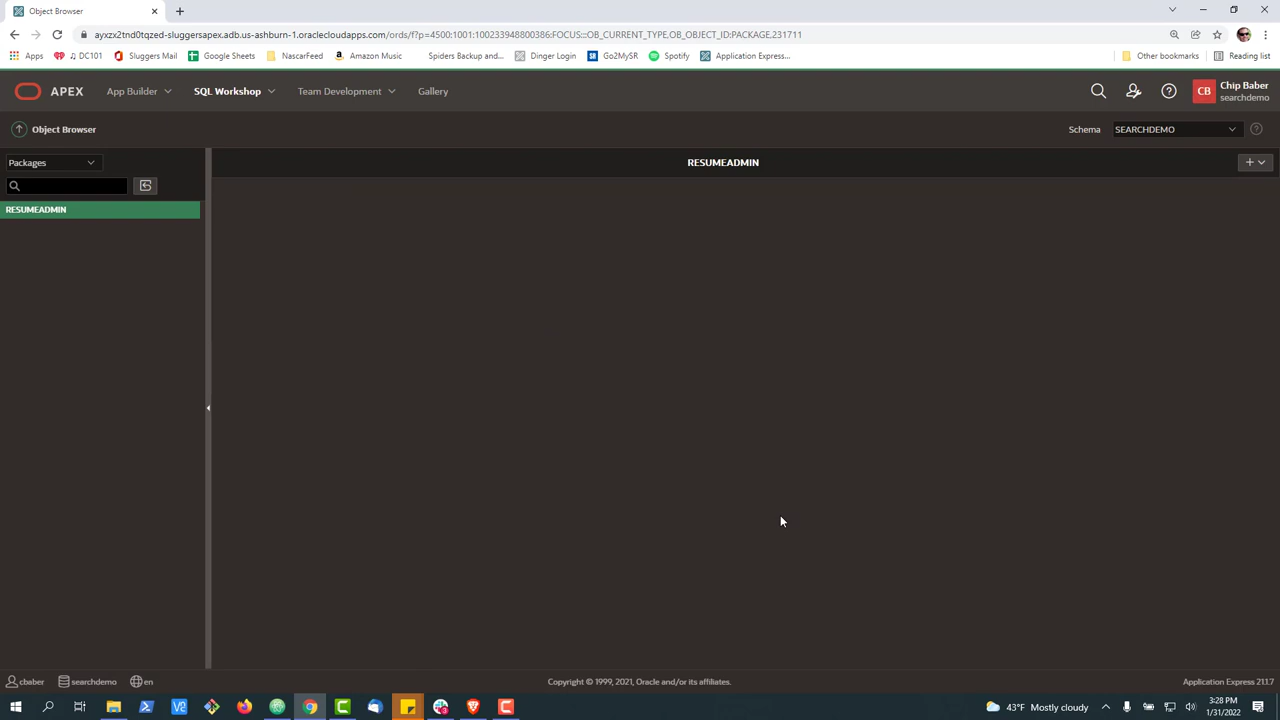 Object Browser
ayxzx2tnd0tqzed-sluggersapex.adb.us-ashburn-1.oraclecloudapps.com/ords/f?p=4500:1001:100233948800386:FOCUS:::OB_CURRENT_TYPE,OB_OBJECT_ID:PACKAGE,231711
Apps
DC101
Sluggers Mail
Google Sheets
NascarFeed
Amazon Music
Spiders Backup and...
Dinger Login
Go2MySR
Spotify
Application Express...
Other bookmarks
Reading list
APEX
App Builder
SQL Workshop
Team Development
Gallery
CB
Chip Baber
searchdemo
Object Browser
Schema
SEARCHDEMO
Packages
RESUMEADMIN
RESUMEADMIN
cbaber
searchdemo
en
Copyright © 1999, 2021, Oracle and/or its affiliates.
Application Express 21.1.7
43°F Mostly cloudy
3:28 PM
1/31/2022